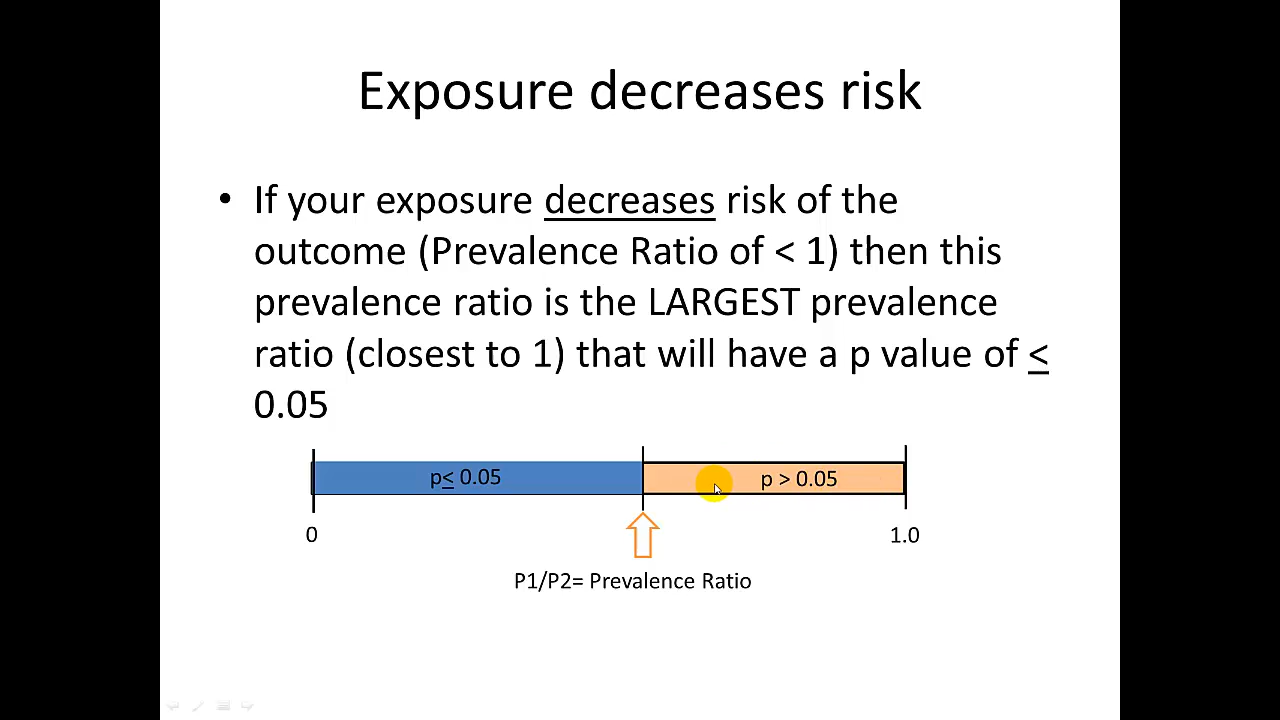 Exposure decreases risk
• If your exposure decreases risk of the
outcome (Prevalence Ratio of < 1) then this
prevalence ratio is the LARGEST prevalence
ratio (closest to 1) that will have a p value of ≤
0.05
p≤ 0.05
p > 0.05
0
1.0
P1/P2= Prevalence Ratio